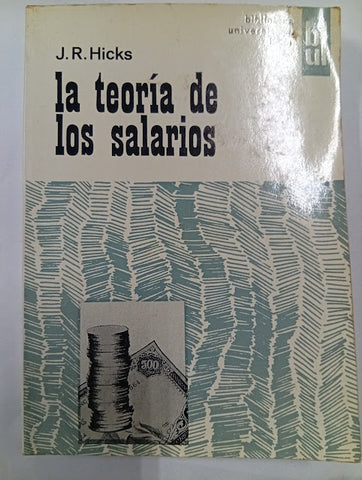 J.R.Hicks
la teoría de
los salarios
500